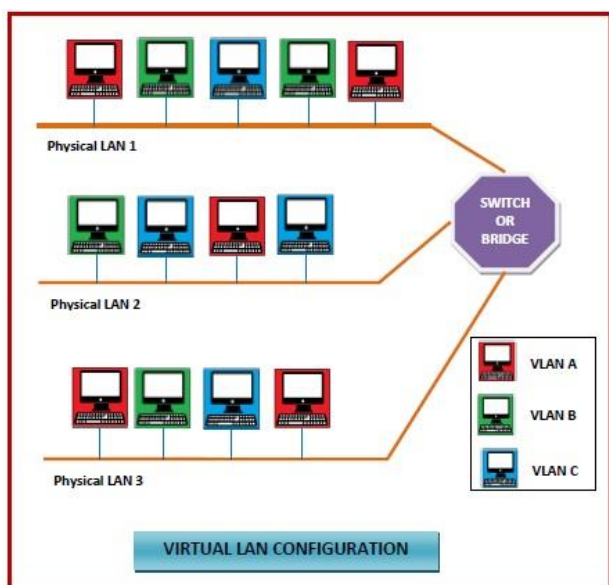 Physical LAN 1
SWITCH
OR
BRIDGE
Physical LAN 2
VLAN A
VLAN B
Physical LAN 3
VLAN C
VIRTUAL LAN CONFIGURATION